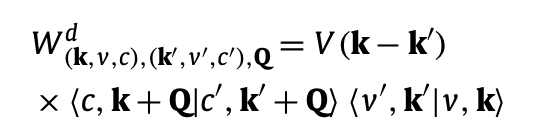 W^d_{(𝐤,ν,c),(𝐤′,ν′,c′),𝐐} = V(𝐤 − 𝐤′)
× ⟨c, 𝐤 + 𝐐|c′, 𝐤′ + 𝐐⟩ ⟨ν′, 𝐤′|ν, 𝐤⟩